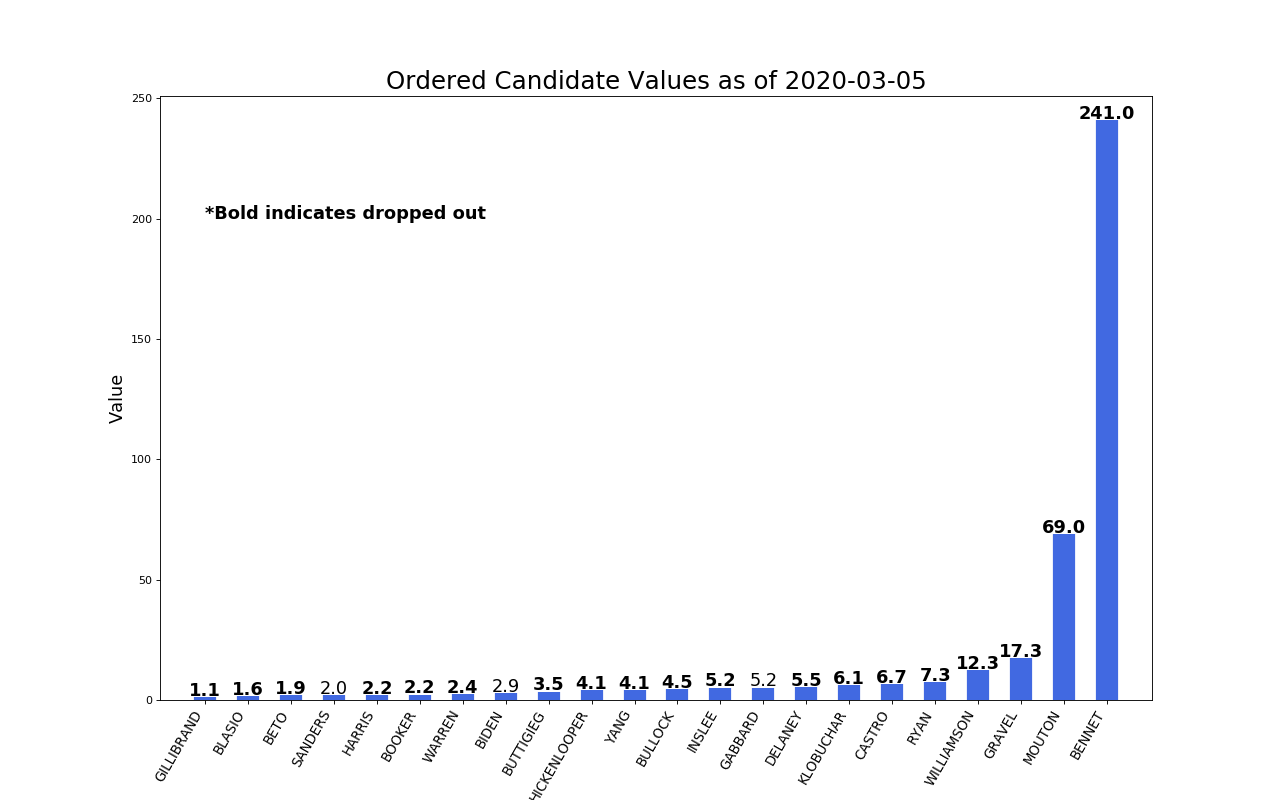 Ordered Candidate Values as of 2020-03-05
250
200
150
100
50
0
Value
*Bold indicates dropped out
1.1
1.6
1.9
2.0
2.2
2.2
2.4
2.9
3.5
4.1
4.1
4.5
5.2
5.2
5.5
6.1
6.7
7.3
12.3
17.3
69.0
241.0
GILLIBRAND
BLASIO
BETO
SANDERS
HARRIS
BOOKER
WARREN
BIDEN
BUTTIGIEG
HICKENLOOPER
YANG
BULLOCK
INSLEE
GABBARD
DELANEY
KLOBUCHAR
CASTRO
RYAN
WILLIAMSON
GRAVEL
MOUTON
BENNET